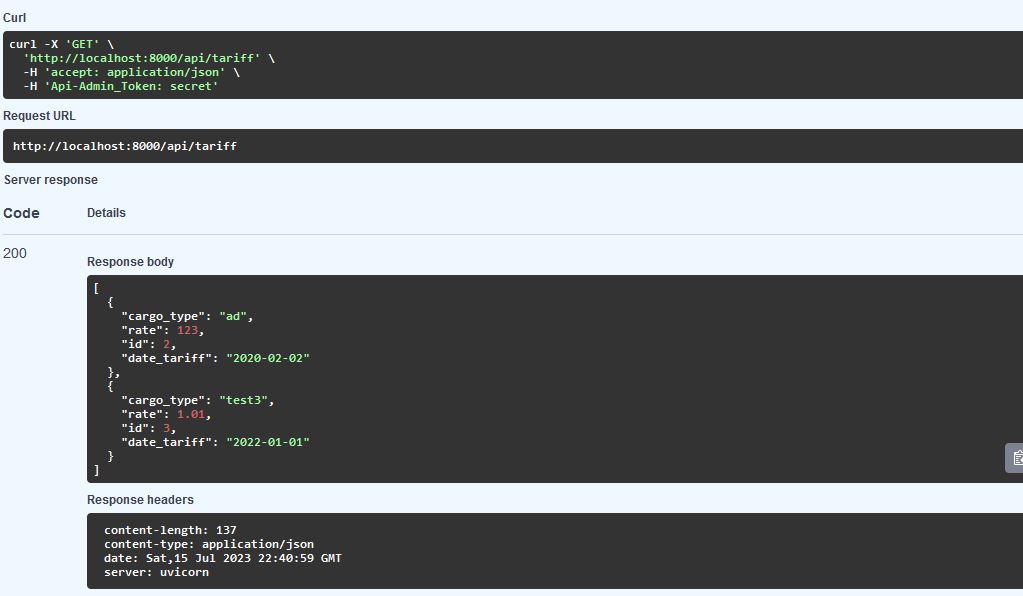 Curl
curl -X 'GET' \
'http://localhost:8000/api/tariff' \
-H 'accept: application/json' \
-H 'Api-Admin_Token: secret'
Request URL
http://localhost:8000/api/tariff
Server response
Code Details
200
Response body
[
{
"cargo_type": "ad",
"rate": 123,
"id": 2,
"date_tariff": "2020-02-02"
},
{
"cargo_type": "test3",
"rate": 1.01,
"id": 3,
"date_tariff": "2022-01-01"
}
]
Response headers
content-length: 137
content-type: application/json
date: Sat,15 Jul 2023 22:40:59 GMT
server: uvicorn